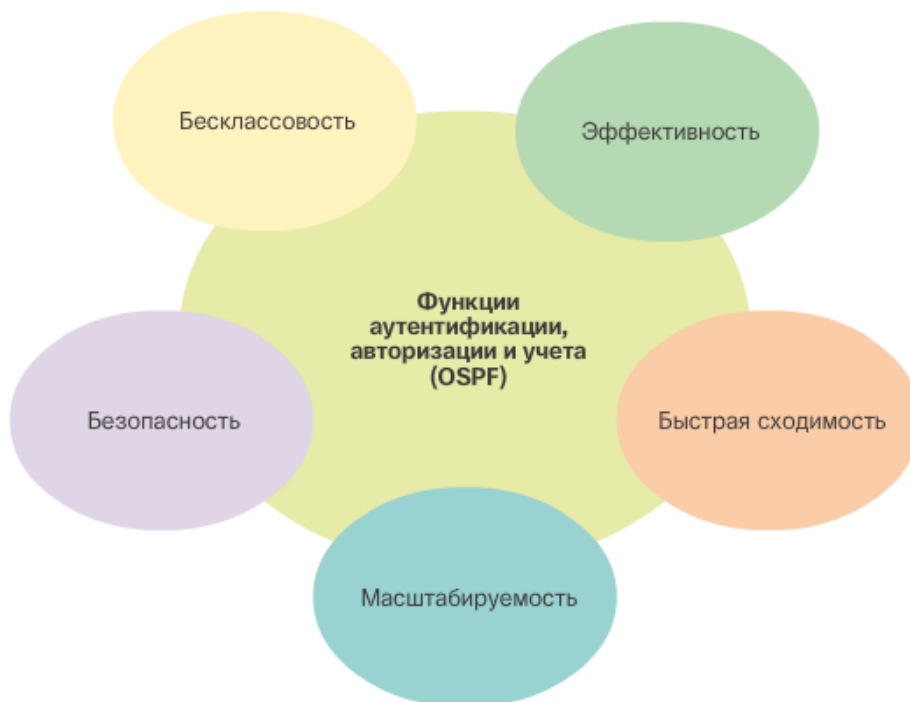 Бесклассовость
Эффективность
Функции
аутентификации,
авторизации и учета
(OSPF)
Безопасность
Быстрая сходимость
Масштабируемость